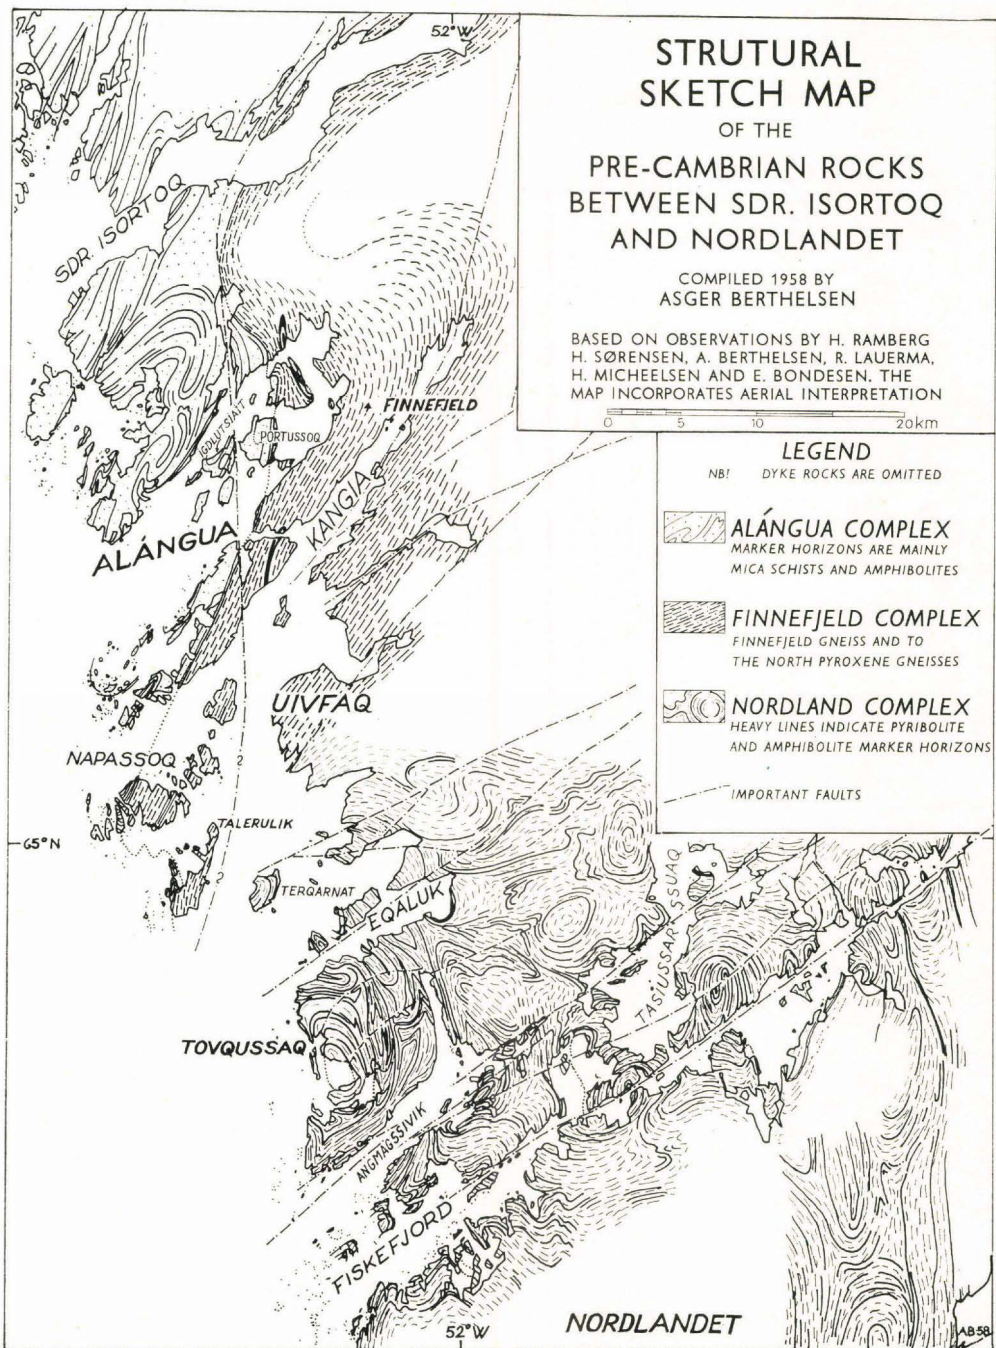 52°W
STRUTURAL
SKETCH MAP
OF THE
PRE-CAMBRIAN ROCKS
BETWEEN SDR. ISORTOQ
AND NORDLANDET
COMPILED 1958 BY
ASGER BERTHELSEN
BASED ON OBSERVATIONS BY H. RAMBERG
H. SØRENSEN, A. BERTHELSEN, R. LAUERMA,
H. MICHEELSEN AND E. BONDESEN. THE
MAP INCORPORATES AERIAL INTERPRETATION
0 5 10 20km
LEGEND
NB! DYKE ROCKS ARE OMITTED
ALÁNGUA COMPLEX
MARKER HORIZONS ARE MAINLY
MICA SCHISTS AND AMPHIBOLITES
FINNEFJELD COMPLEX
FINNEFJELD GNEISS AND TO
THE NORTH PYROXENE GNEISSES
NORDLAND COMPLEX
HEAVY LINES INDICATE PYRIBOLITE
AND AMPHIBOLITE MARKER HORIZONS
IMPORTANT FAULTS
SDR. ISORTOQ
FINNEFJELD
PORTUSSOQ
KANGIA
ALÁNGUA
UIVFAQ
NAPASSOQ
2
TALERULIK
65°N
2
TERQARNAT
EQALUK
TASIUSSARSSUAQ
TOVQUSSAQ
ANGMAGSSIVIK
FISKEFJORD
52°W
NORDLANDET
AB58